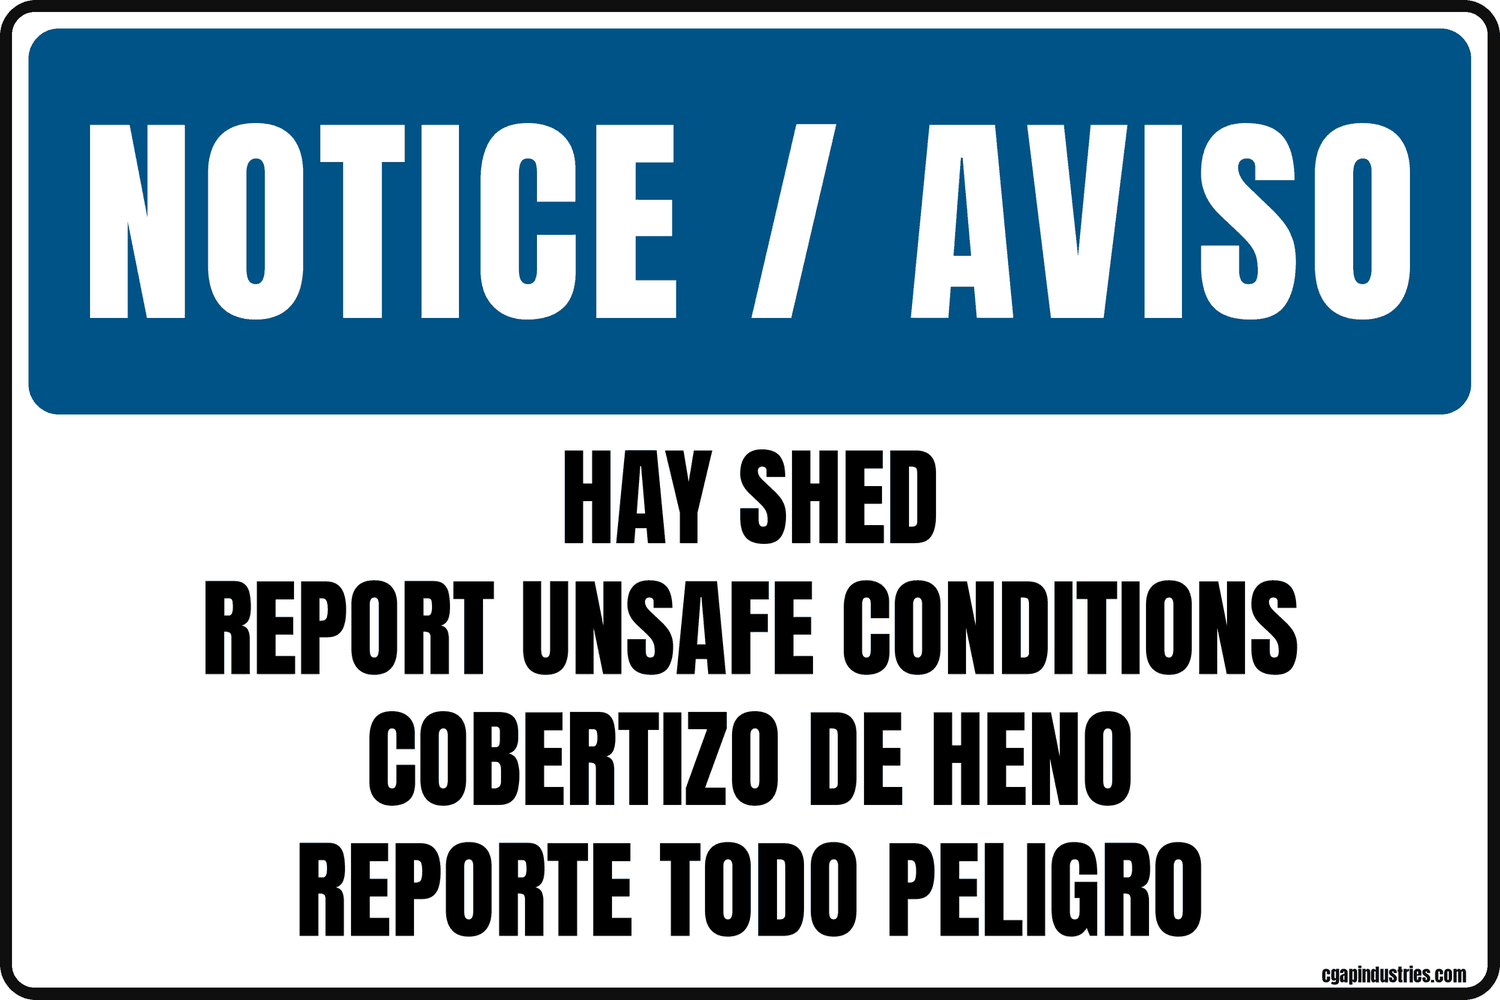 NOTICE / AVISO
HAY SHED
REPORT UNSAFE CONDITIONS
COBERTIZO DE HENO
REPORTE TODO PELIGRO
cgapindustries.com